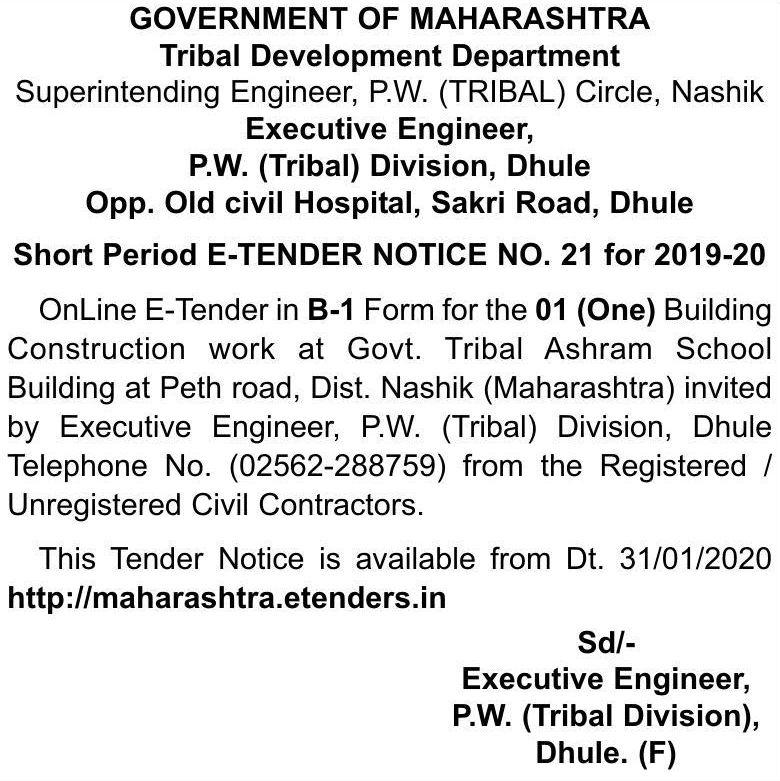 GOVERNMENT OF MAHARASHTRA
Tribal Development Department
Superintending Engineer, P.W. (TRIBAL) Circle, Nashik
Executive Engineer,
P.W. (Tribal) Division, Dhule
Opp. Old civil Hospital, Sakri Road, Dhule
Short Period E-TENDER NOTICE NO. 21 for 2019-20
OnLine E-Tender in B-1 Form for the 01 (One) Building
Construction work at Govt. Tribal Ashram School
Building at Peth road, Dist. Nashik (Maharashtra) invited
by Executive Engineer, P.W. (Tribal) Division, Dhule
Telephone No. (02562-288759) from the Registered /
Unregistered Civil Contractors.
This Tender Notice is available from Dt. 31/01/2020
http://maharashtra.etenders.in
Sd/-
Executive Engineer,
P.W. (Tribal Division),
Dhule. (F)